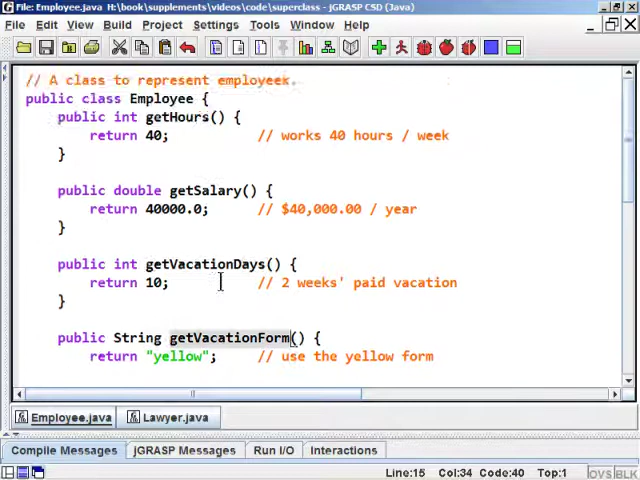 File: Employee.java H:\book\supplements\videos\code\superclass - jGRASP CSD (Java)
File Edit View Build Project Settings Tools Window Help
// A class to represent employees.
public class Employee {
public int getHours() {
return 40; // works 40 hours / week
}
public double getSalary() {
return 40000.0; // $40,000.00 / year
}
public int getVacationDays() {
return 10; // 2 weeks' paid vacation
}
public String getVacationForm() {
return "yellow"; // use the yellow form
Employee.java Lawyer.java
Compile Messages jGRASP Messages Run I/O Interactions
Line:15 Col:34 Code:40 Top:1 OVS BLK